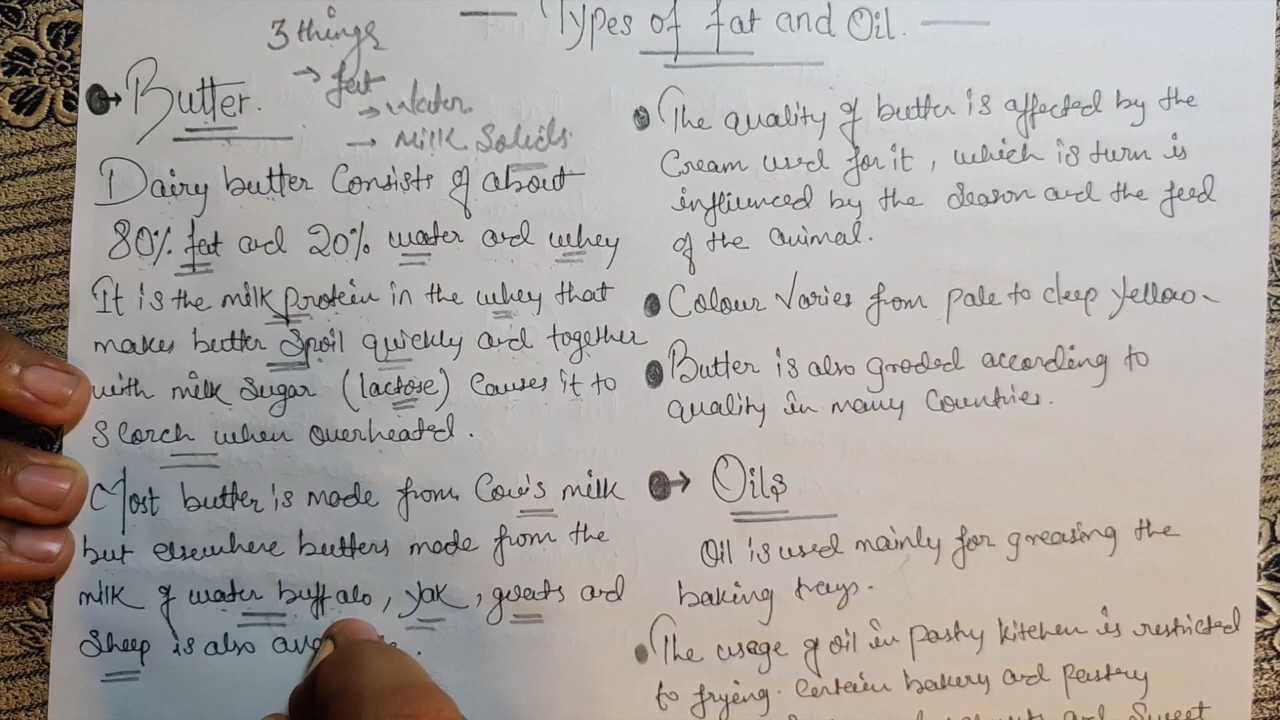 — Types of fat and Oil. —
3 things
→ fat
→ water.
→ Milk Solids
Butter.
Dairy butter Consists of about
80% fat and 20% water and whey
It is the milk protein in the whey that
makes butter Spoil quickly and together
with milk Sugar (lactose) Causes it to
Scorch when overheated.
Most butter is made from Cow's milk
but elsewhere butters made from the
milk of water buffalo, Yak, goats and
Sheep is also
The quality of butter is affected by the
Cream used for it, which is turn is
influenced by the Season and the feed
of the animal.
Colour Varies from pale to deep yellow
Butter is also graded according to
quality in many Countries.
Oils
Oil is used mainly for greasing the
baking trays.
The usage of oil in pastry kitchen is restricted
to frying. Certain bakery and pastry
and Sweet